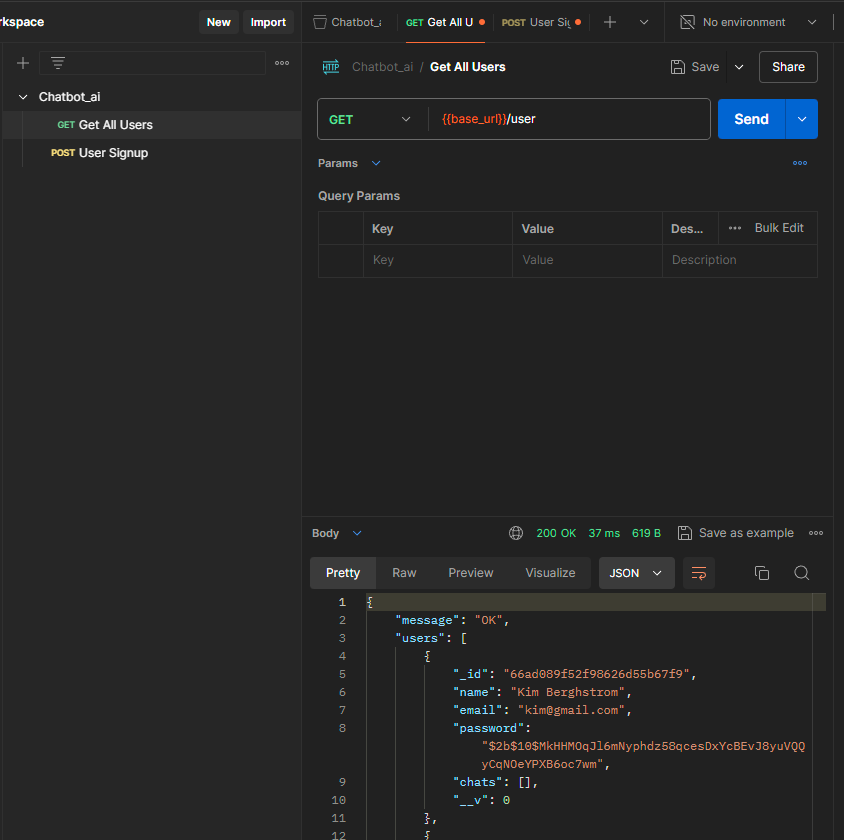 rkspace
New Import
Chatbot_ai
GET Get All Users
POST User Signup
Chatbot_a GET Get All U POST User Sig No environment
HTTP Chatbot_ai / Get All Users Save Share
GET {{base_url}}/user Send
Params
Query Params
Key Value Des... Bulk Edit
Key Value Description
Body 200 OK 37 ms 619 B Save as example
Pretty Raw Preview Visualize JSON
1 {
2 "message": "OK",
3 "users": [
4 {
5 "_id": "66ad089f52f98626d55b67f9",
6 "name": "Kim Berghstrom",
7 "email": "kim@gmail.com",
8 "password":
"$2b$10$MkHHMOqJl6mNyphdz58qcesDxYcBEvJ8yuVQQ
yCqNOeYPXB6oc7wm",
9 "chats": [],
10 "__v": 0
11 },
12 {